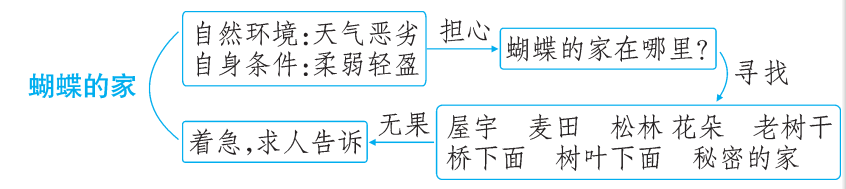 蝴蝶的家
自然环境:天气恶劣
自身条件:柔弱轻盈
担心
蝴蝶的家在哪里?
寻找
屋宇 麦田 松林 花朵 老树干
桥下面 树叶下面 秘密的家
无果
着急,求人告诉